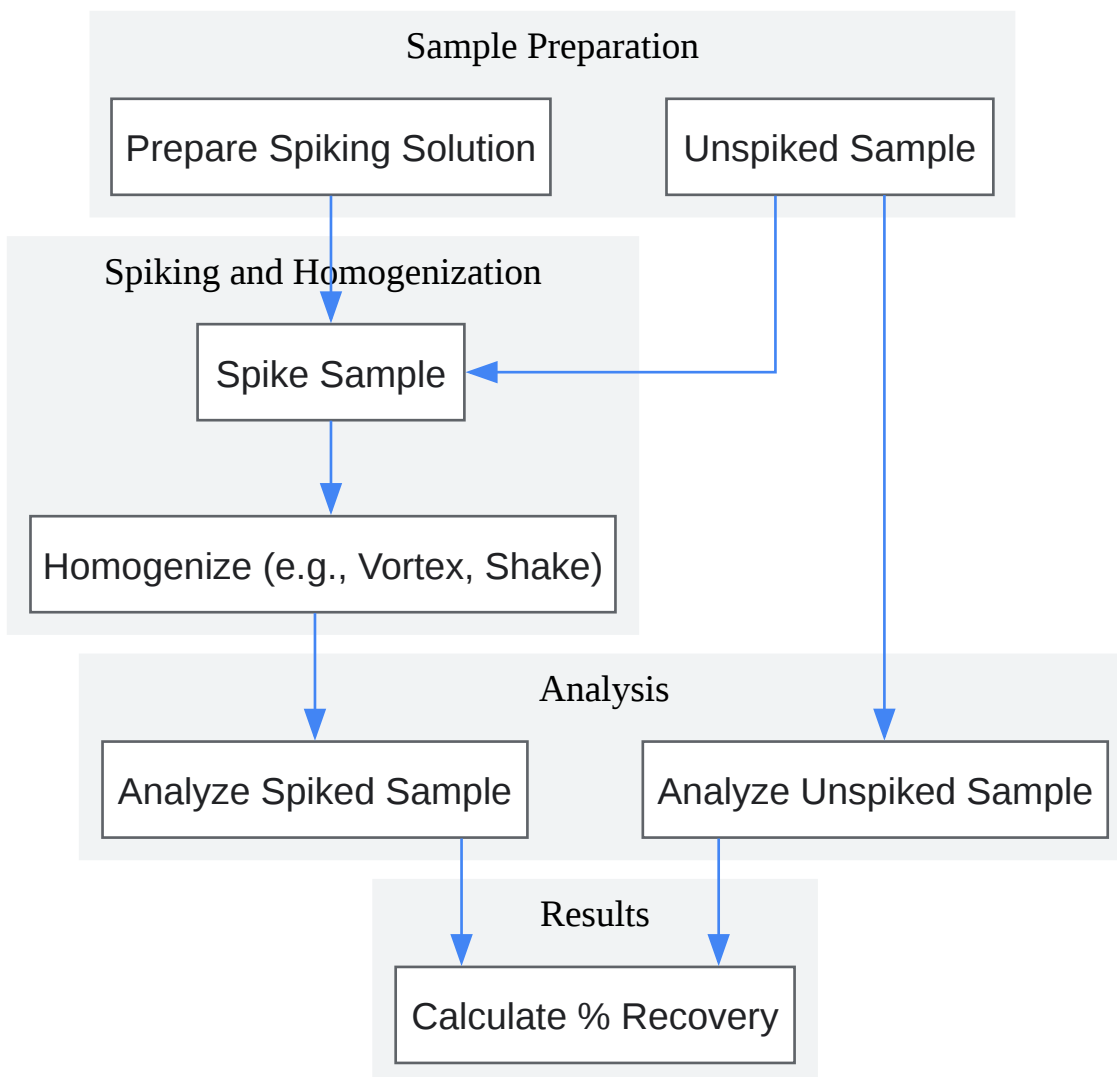 Sample Preparation
Prepare Spiking Solution
Unspiked Sample
Spiking and Homogenization
Spike Sample
Homogenize (e.g., Vortex, Shake)
Analysis
Analyze Spiked Sample
Analyze Unspiked Sample
Results
Calculate % Recovery